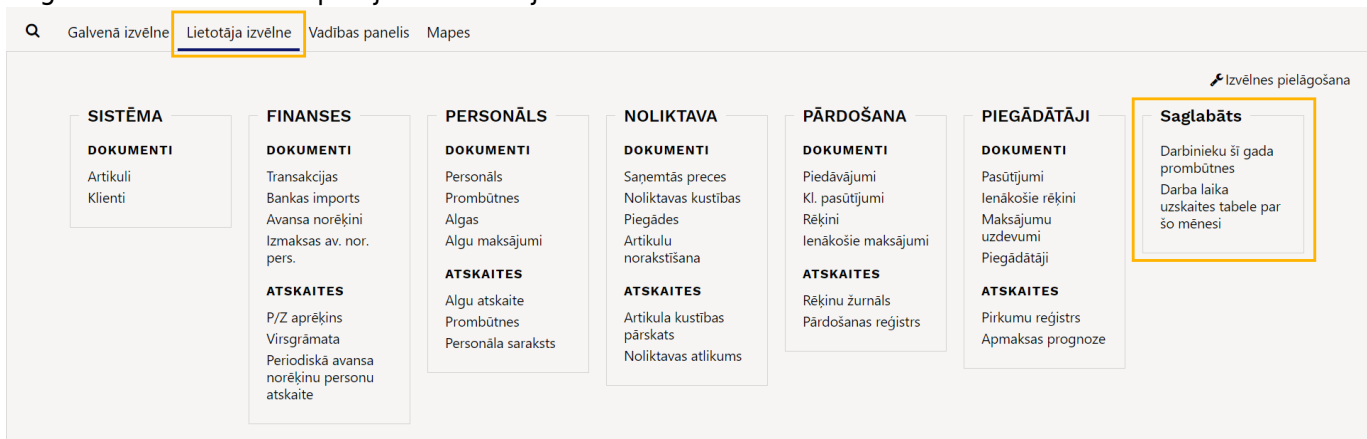 Galvenā izvēlne Lietotāja izvēlne Vadības panelis Mapes
Izvēlnes pielāgošana
SISTĒMA
DOKUMENTI
Artikuli
Klienti
FINANSES
DOKUMENTI
Transakcijas
Bankas imports
Avansa norēķini
Izmaksas av. nor.
pers.
ATSKAITES
P/Z aprēķins
Virsgrāmata
Periodiskā avansa
norēķinu personu
atskaite
PERSONĀLS
DOKUMENTI
Personāls
Prombūtnes
Algas
Algu maksājumi
ATSKAITES
Algu atskaite
Prombūtnes
Personāla saraksts
NOLIKTAVA
DOKUMENTI
Saņemtās preces
Noliktavas kustības
Piegādes
Artikulu
norakstīšana
ATSKAITES
Artikula kustības
pārskats
Noliktavas atlikums
PĀRDOŠANA
DOKUMENTI
Piedāvājumi
Kl. pasūtījumi
Rēķini
Ienākošie maksājumi
ATSKAITES
Rēķinu žurnāls
Pārdošanas reģistrs
PIEGĀDĀTĀJI
DOKUMENTI
Pasūtījumi
Ienākošie rēķini
Maksājumu
uzdevumi
Piegādātāji
ATSKAITES
Pirkumu reģistrs
Apmaksas prognoze
Saglabāts
Darbinieku šī gada
prombūtnes
Darba laika
uzskaites tabele par
šo mēnesi